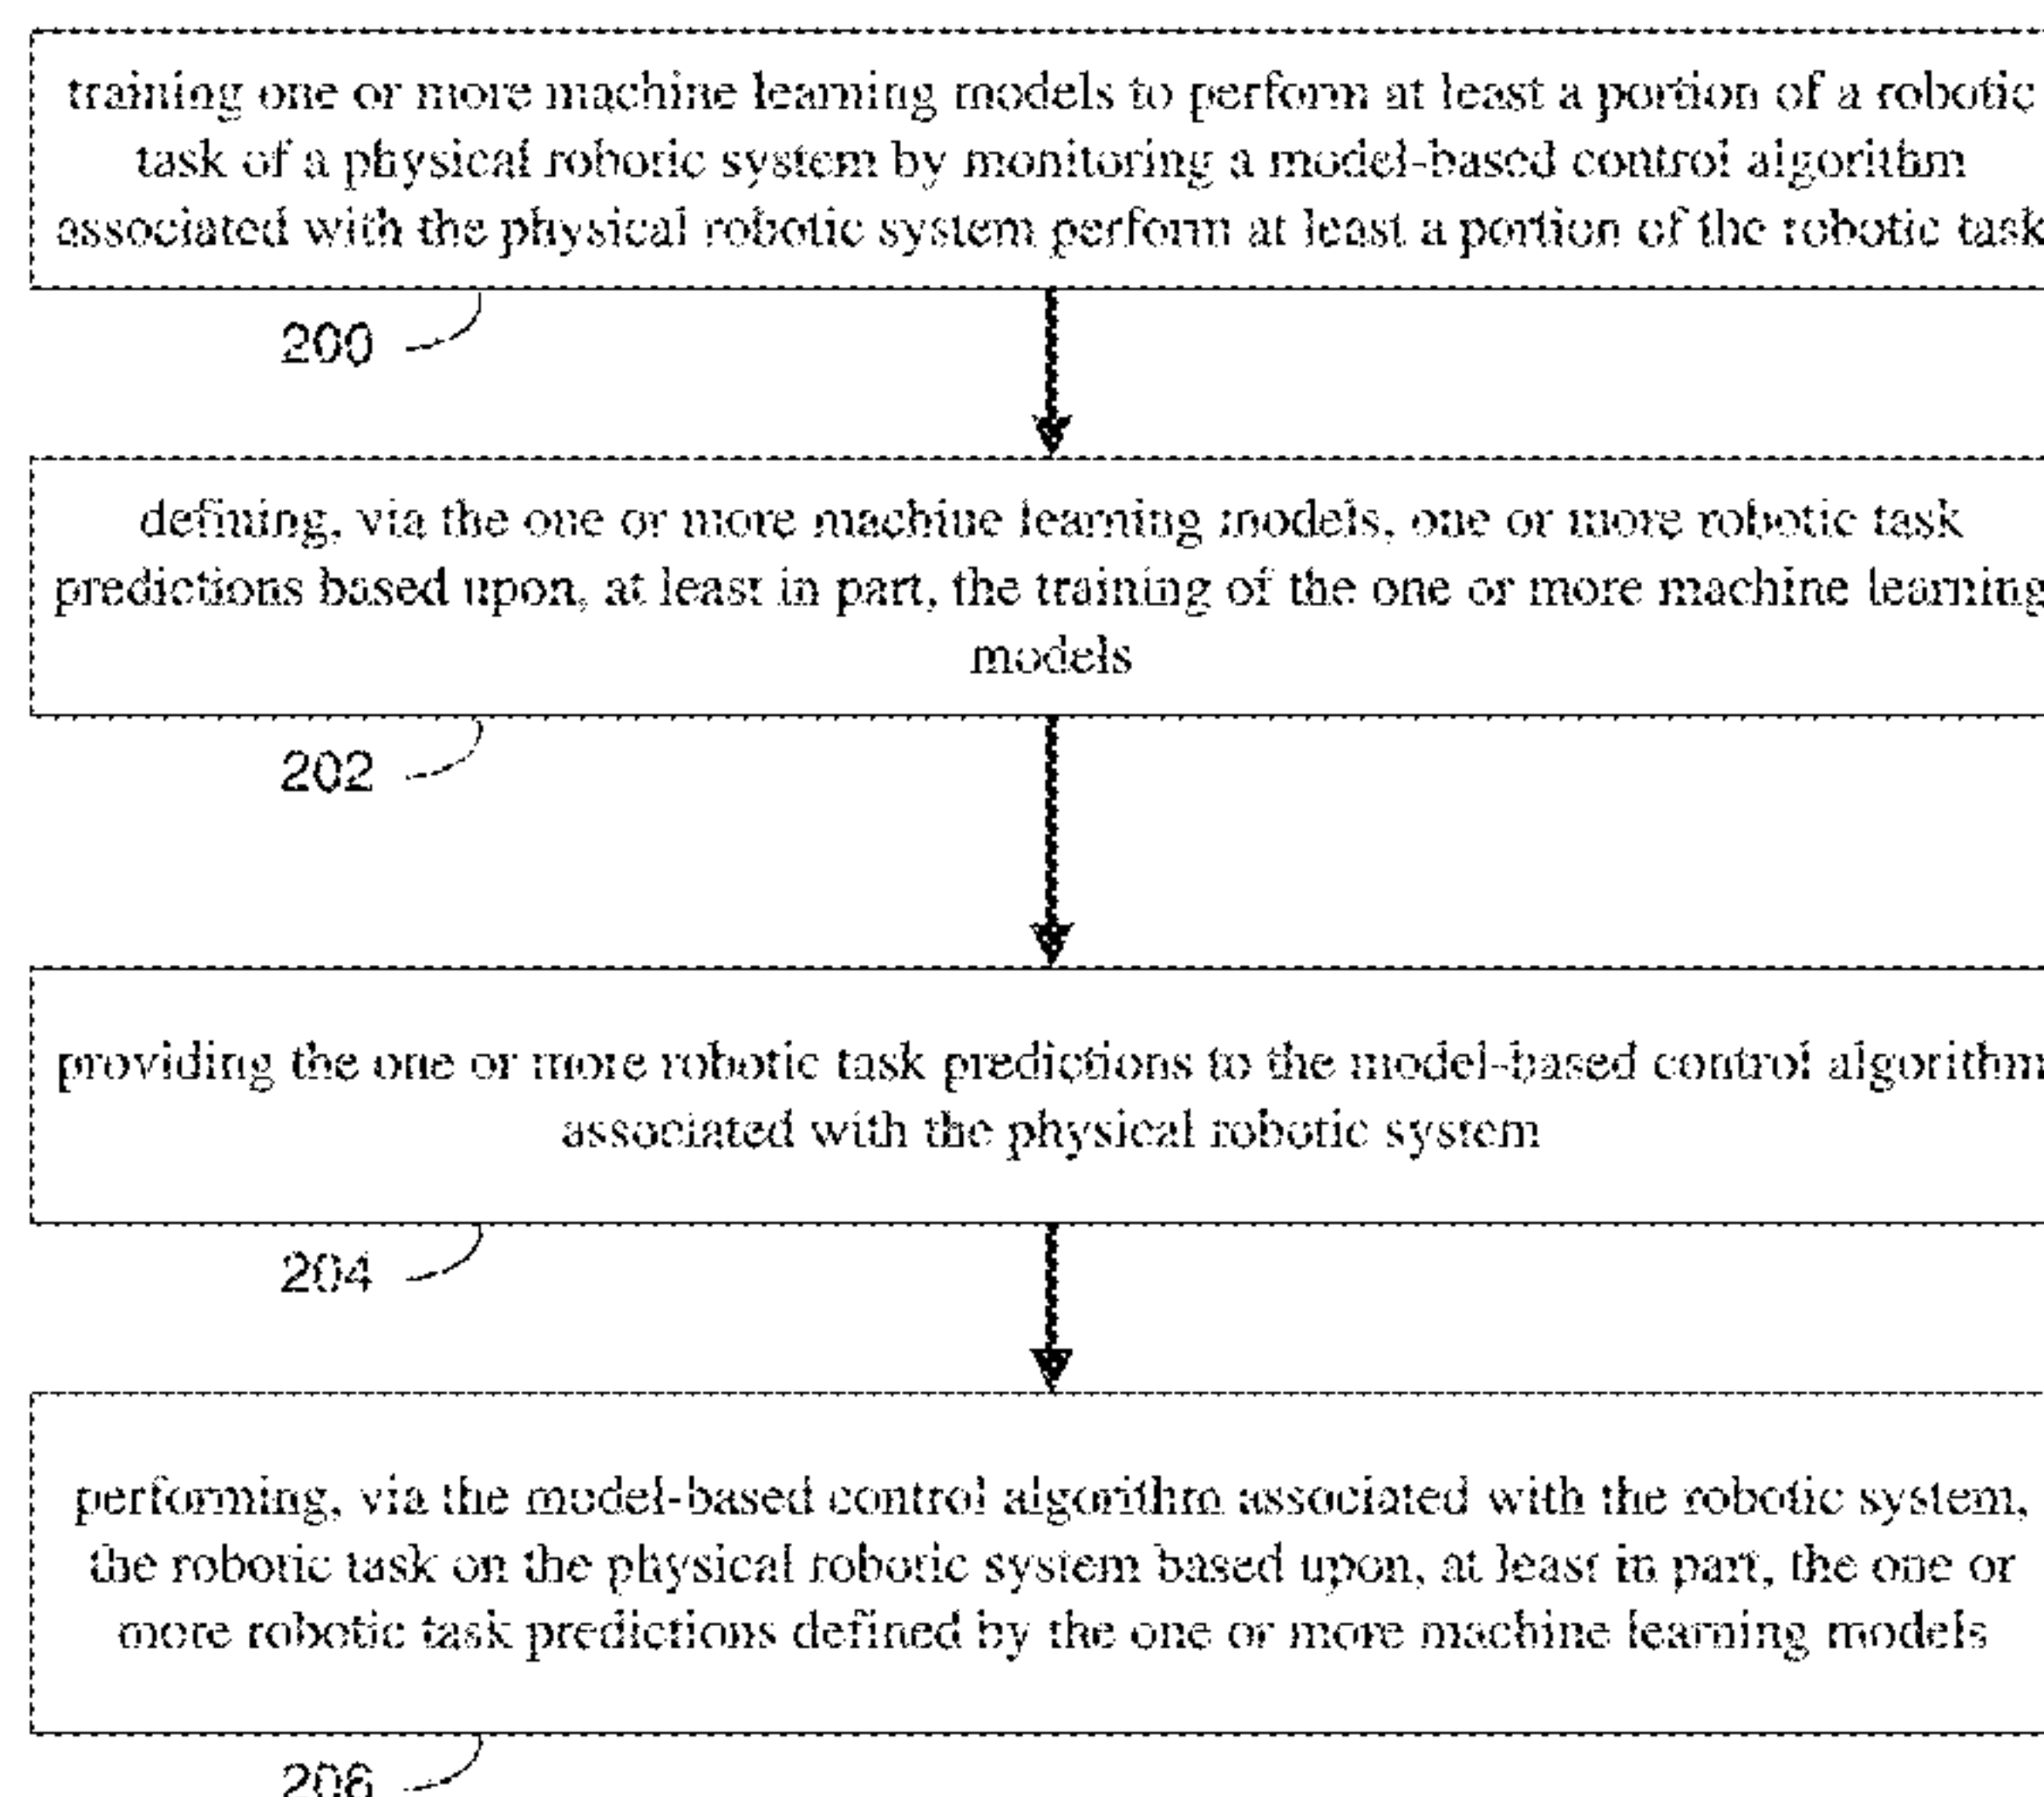 training one or more machine learning models to perform at least a portion of a robotic
task of a physical robotic system by monitoring a model-based control algorithm
associated with the physical robotic system perform at least a portion of the robotic task
200
defining, via the one or more machine learning models, one or more robotic task
predictions based upon, at least in part, the training of the one or more machine learning
models
202
providing the one or more robotic task predictions to the model-based control algorithm
associated with the physical robotic system
204
performing, via the model-based control algorithm associated with the robotic system,
the robotic task on the physical robotic system based upon, at least in part, the one or
more robotic task predictions defined by the one or more machine learning models
206